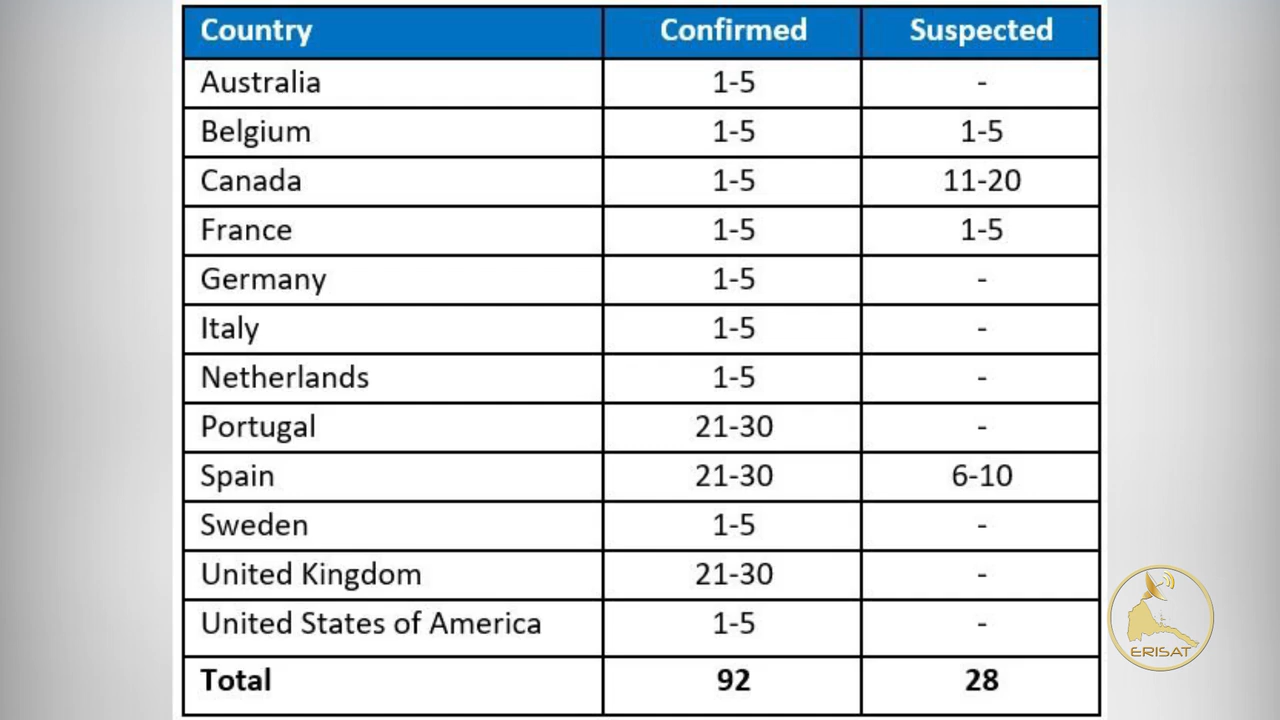 Country Confirmed Suspected
Australia 1-5 -
Belgium 1-5 1-5
Canada 1-5 11-20
France 1-5 1-5
Germany 1-5 -
Italy 1-5 -
Netherlands 1-5 -
Portugal 21-30 -
Spain 21-30 6-10
Sweden 1-5 -
United Kingdom 21-30 -
United States of America 1-5 -
Total 92 28
ERISAT